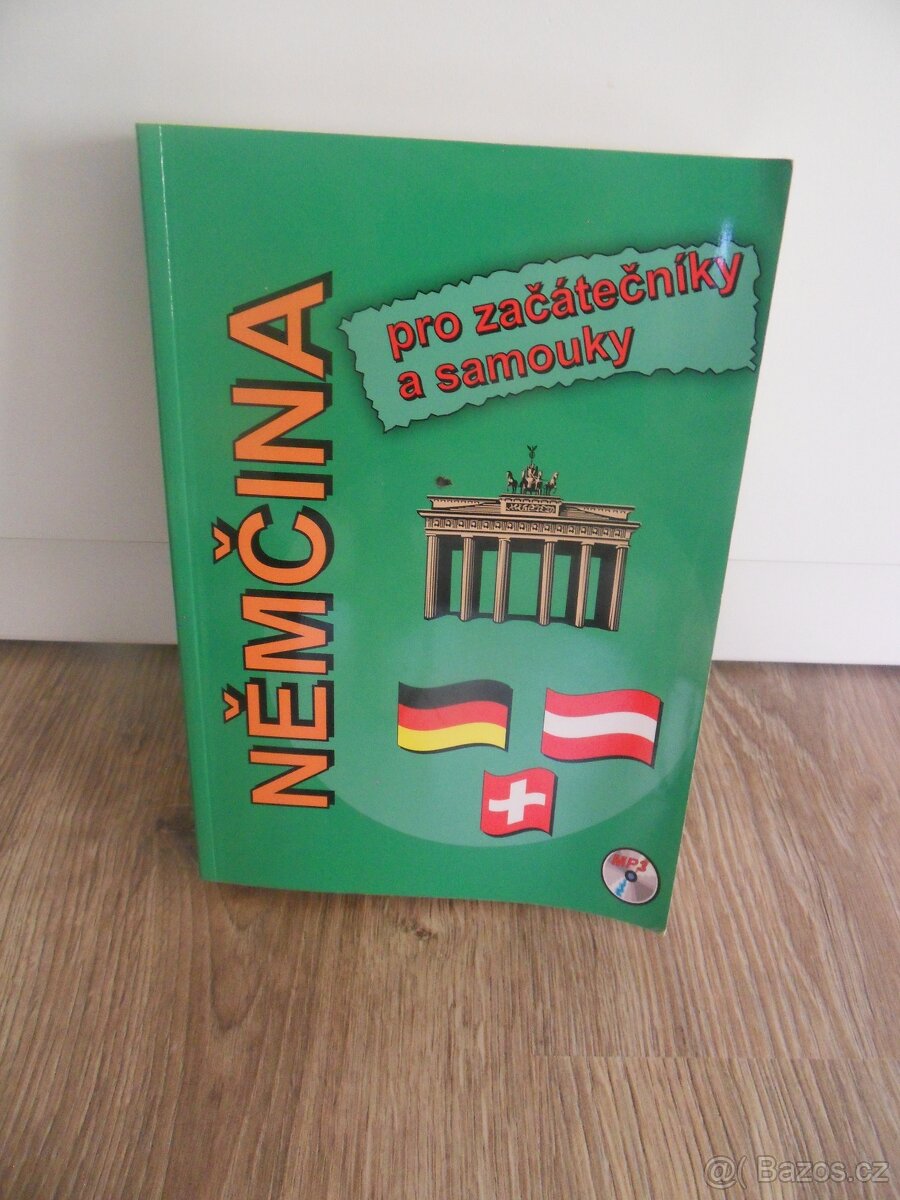 NĚMČINA
pro začátečníky
a samouky
MP3
@( Bazos.cz